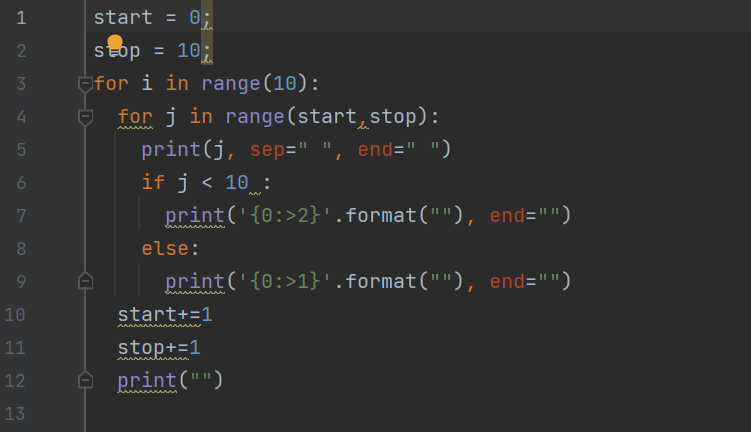 1 start = 0;
2 stop = 10;
3 for i in range(10):
4   for j in range(start,stop):
5     print(j, sep=" ", end=" ")
6     if j < 10 :
7       print('{0:>2}'.format(""), end="")
8     else:
9       print('{0:>1}'.format(""), end="")
10   start+=1
11   stop+=1
12   print("")
13